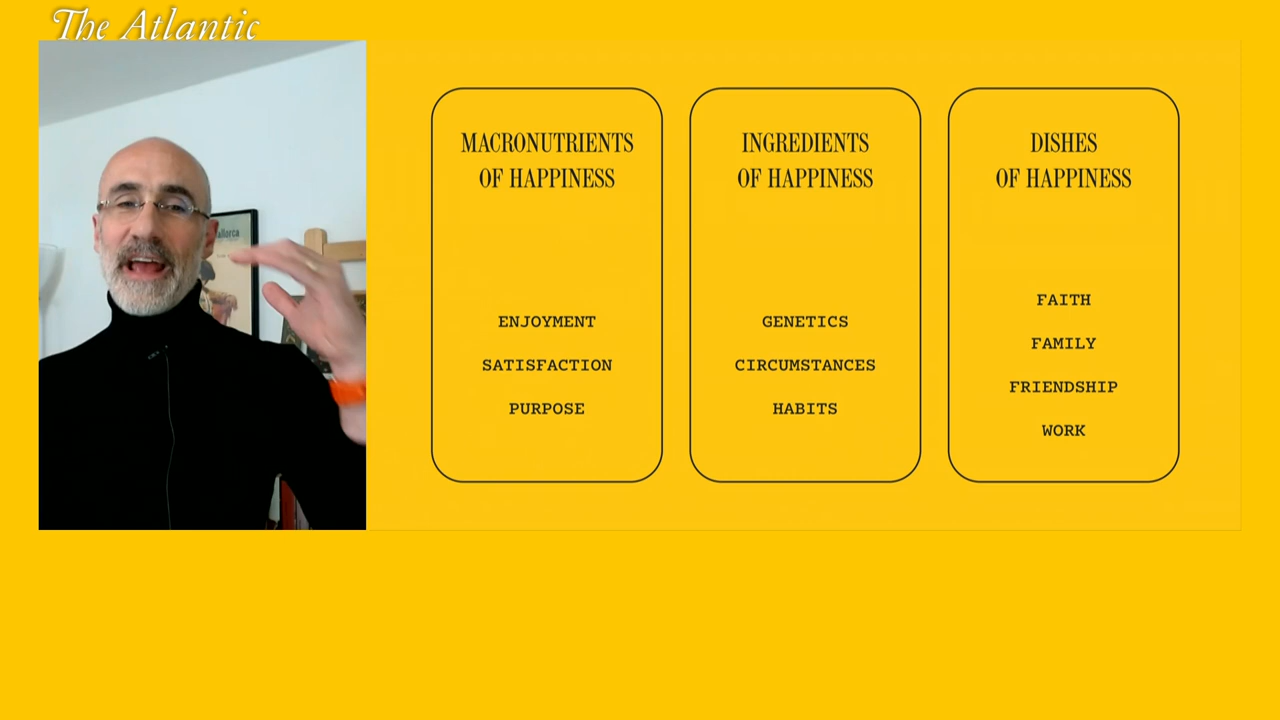 The Atlantic
MACRONUTRIENTS
OF HAPPINESS
ENJOYMENT
SATISFACTION
PURPOSE
INGREDIENTS
OF HAPPINESS
GENETICS
CIRCUMSTANCES
HABITS
DISHES
OF HAPPINESS
FAITH
FAMILY
FRIENDSHIP
WORK